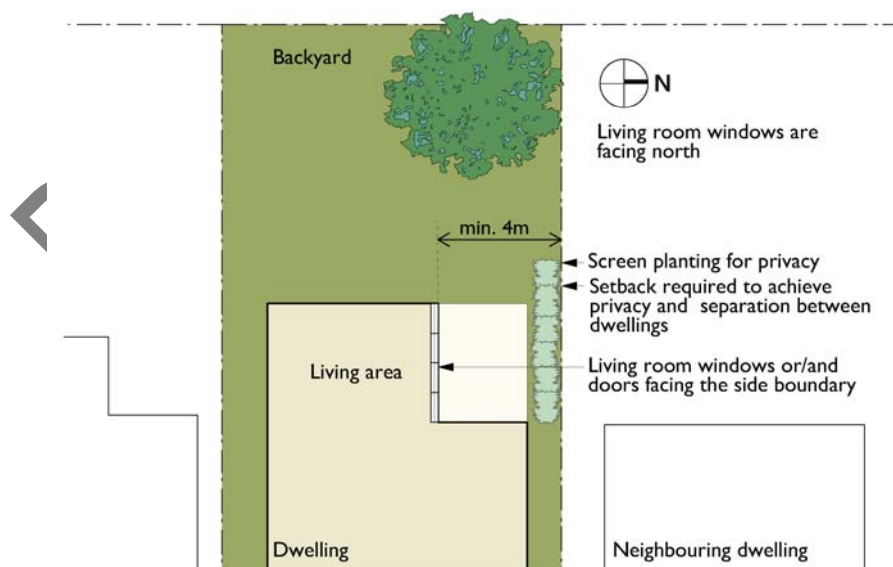 Backyard
N
Living room windows are
facing north
min. 4m
Screen planting for privacy
Setback required to achieve
privacy and separation between
dwellings
Living area
Living room windows or/and
doors facing the side boundary
Dwelling
Neighbouring dwelling